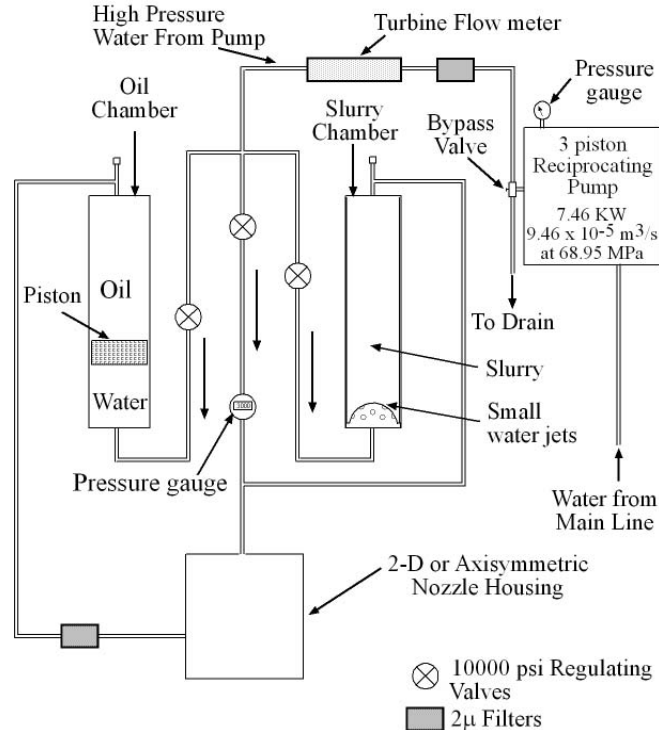 High Pressure
Water From Pump
Turbine Flow meter
Oil
Chamber
Slurry
Chamber
Bypass
Valve
Pressure
gauge
3 piston
Reciprocating
Pump
7.46 KW
9.46 x 10-5 m3/s
at 68.95 MPa
Oil
Piston
Water
To Drain
Slurry
Small
water jets
1000
Pressure gauge
Water from
Main Line
2-D or Axisymmetric
Nozzle Housing
10000 psi Regulating
Valves
2μ Filters